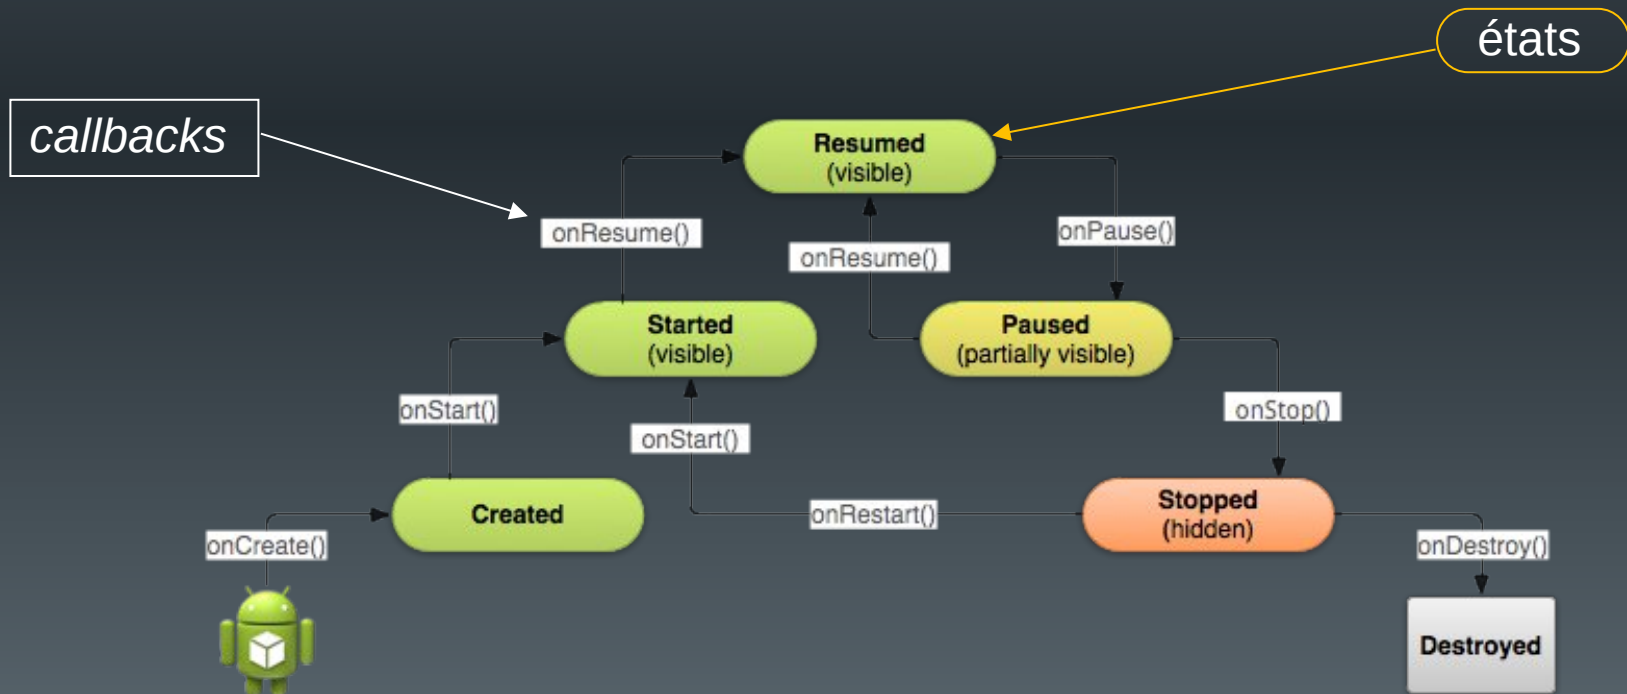 états
callbacks
Resumed
(visible)
onResume()
onResume()
onPause()
Started
(visible)
Paused
(partially visible)
onStart()
onStart()
onStop()
Created
onRestart()
Stopped
(hidden)
onCreate()
onDestroy()
Destroyed